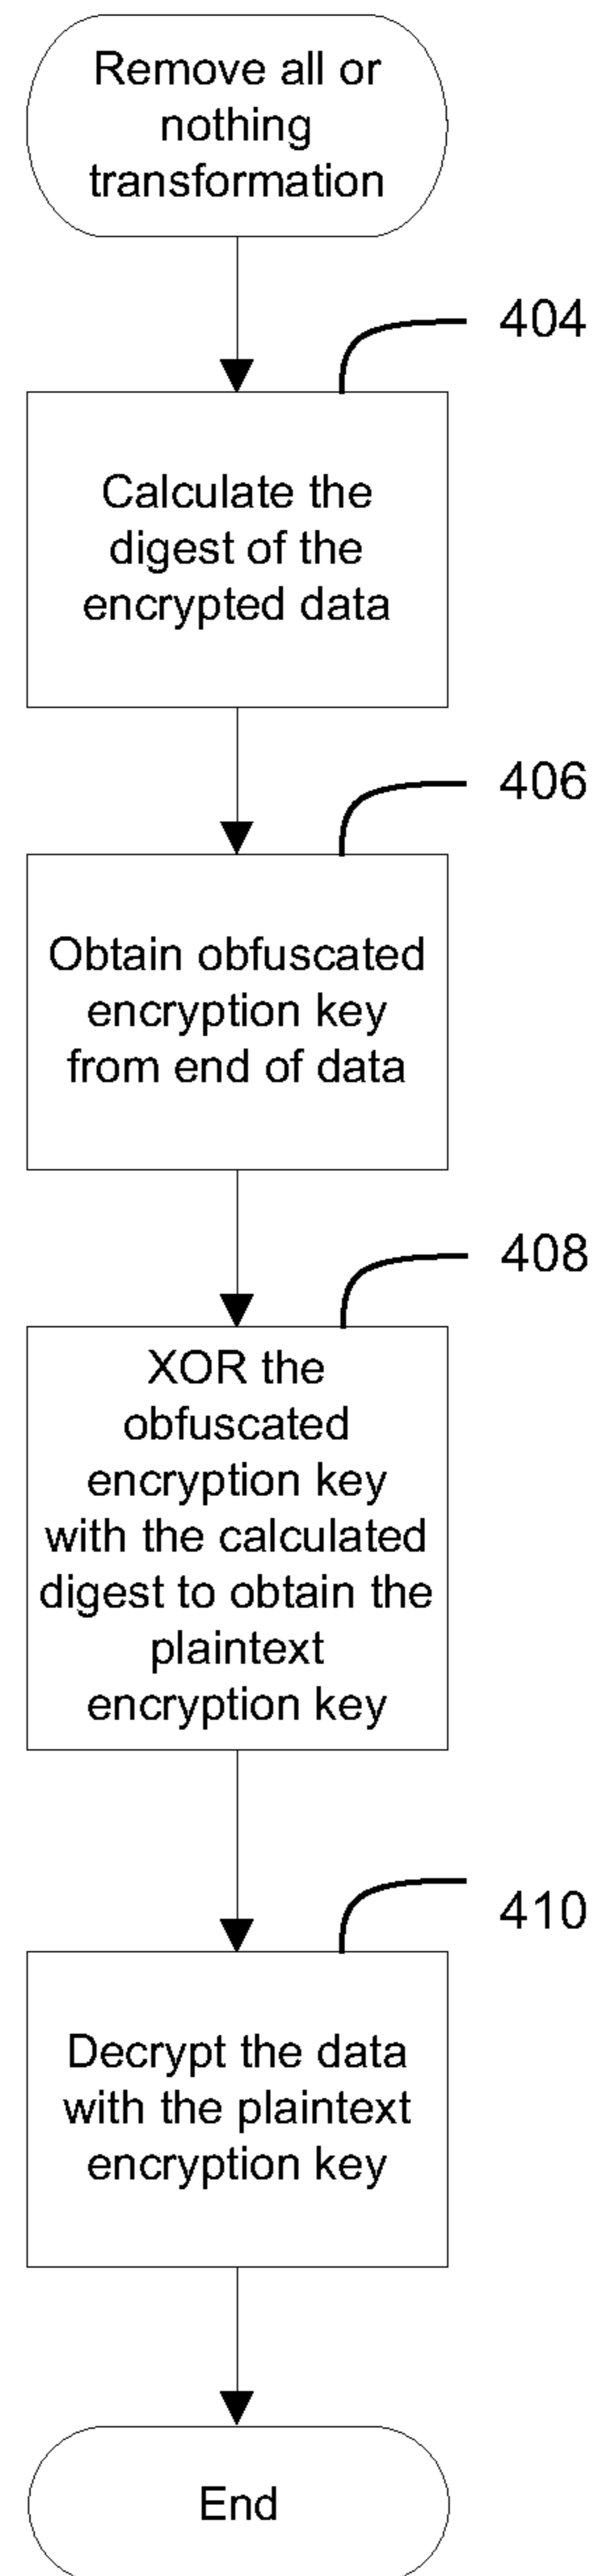 Remove all or
nothing
transformation
404
Calculate the
digest of the
encrypted data
406
Obtain obfuscated
encryption key
from end of data
408
XOR the
obfuscated
encryption key
with the calculated
digest to obtain the
plaintext
encryption key
410
Decrypt the data
with the plaintext
encryption key
End